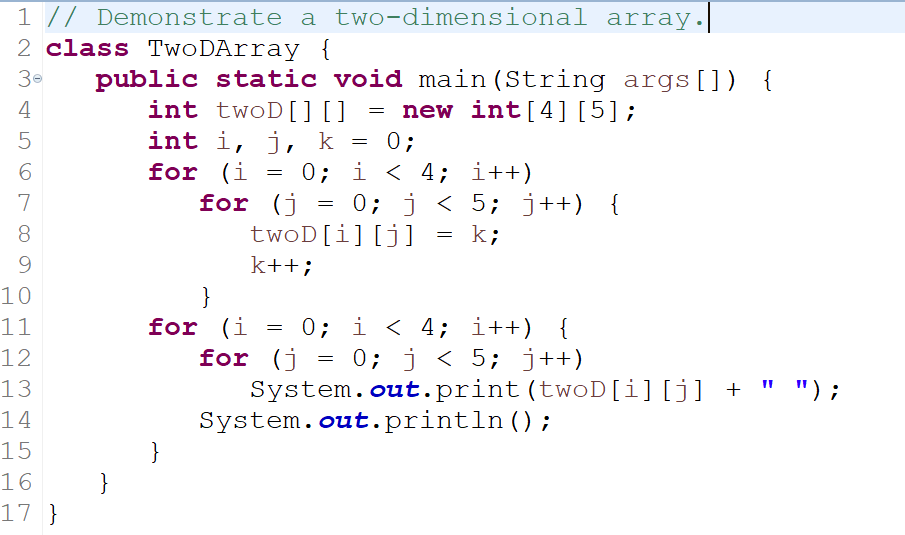 1 // Demonstrate a two-dimensional array.
2 class TwoDArray {
3    public static void main(String args[]) {
4       int twoD[][] = new int[4][5];
5       int i, j, k = 0;
6       for (i = 0; i < 4; i++)
7          for (j = 0; j < 5; j++) {
8             twoD[i][j] = k;
9             k++;
10          }
11       for (i = 0; i < 4; i++) {
12          for (j = 0; j < 5; j++)
13             System.out.print(twoD[i][j] + " ");
14          System.out.println();
15       }
16    }
17 }